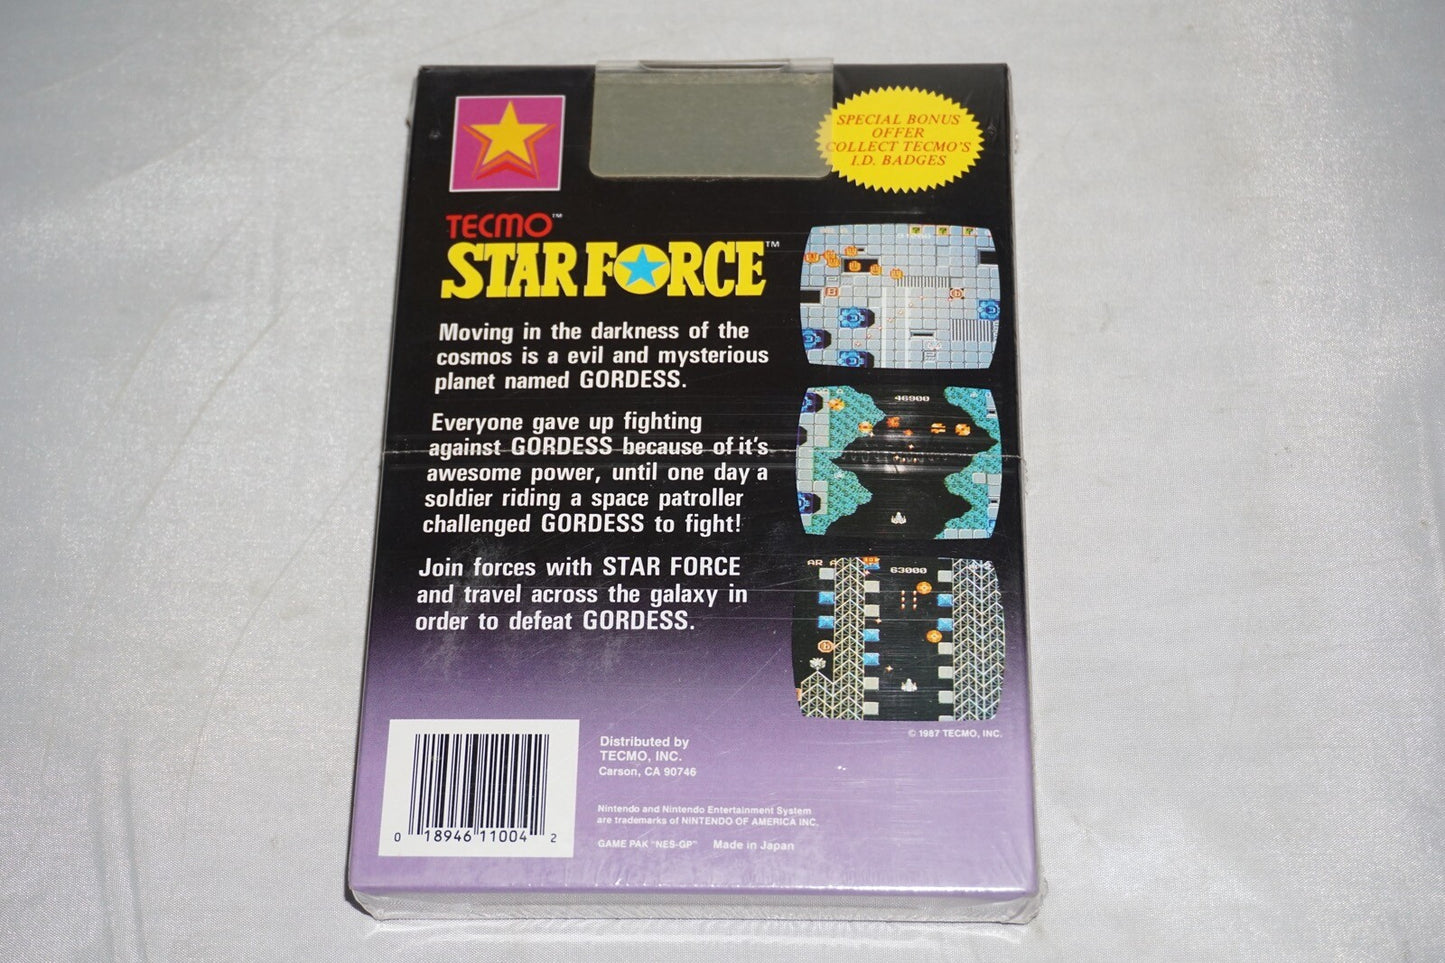 SPECIAL BONUS
OFFER
COLLECT TECMO'S
I.D. BADGES
TECMO™
STAR FORCE™
Moving in the darkness of the
cosmos is a evil and mysterious
planet named GORDESS.
Everyone gave up fighting
against GORDESS because of it's
awesome power, until one day a
soldier riding a space patroller
challenged GORDESS to fight!
Join forces with STAR FORCE
and travel across the galaxy in
order to defeat GORDESS.
46900
63000
© 1987 TECMO, INC.
Distributed by
TECMO, INC.
Carson, CA 90746
Nintendo and Nintendo Entertainment System
are trademarks of NINTENDO OF AMERICA INC.
GAME PAK "NES-GP" Made in Japan
0 18946 11004 2